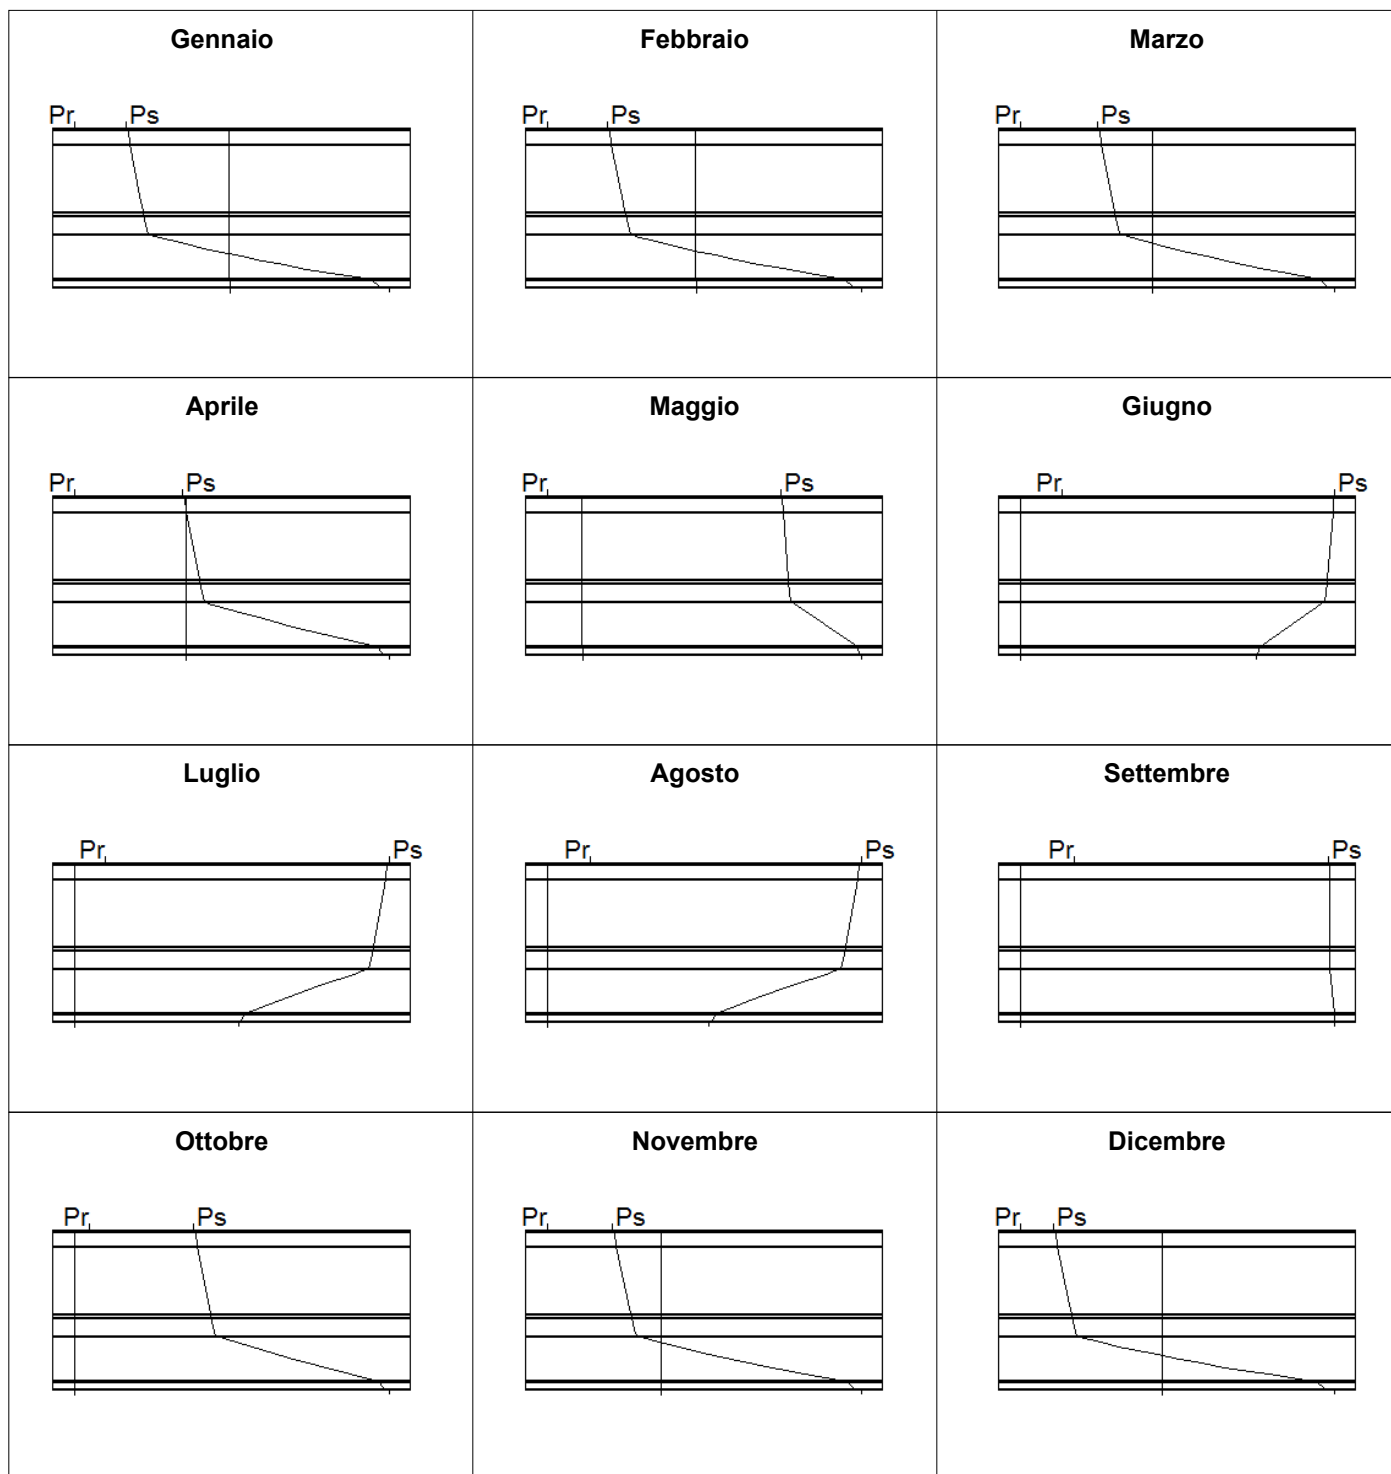 Gennaio
Febbraio
Marzo
Pr Ps
Pr Ps
Pr Ps
Aprile
Maggio
Giugno
Pr Ps
Pr Ps
Pr Ps
Luglio
Agosto
Settembre
Pr Ps
Pr Ps
Pr Ps
Ottobre
Novembre
Dicembre
Pr Ps
Pr Ps
Pr Ps